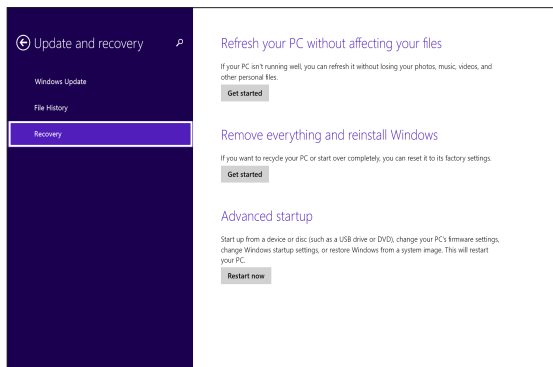 Update and recovery
Windows Update
File History
Recovery
Refresh your PC without affecting your files
If your PC isn't running well, you can refresh it without losing your photos, music, videos, and
other personal files.
Get started
Remove everything and reinstall Windows
If you want to recycle your PC or start over completely, you can reset it to its factory settings.
Get started
Advanced startup
Start up from a device or disc (such as a USB drive or DVD), change your PC's firmware settings,
change Windows startup settings, or restore Windows from a system image. This will restart
your PC.
Restart now